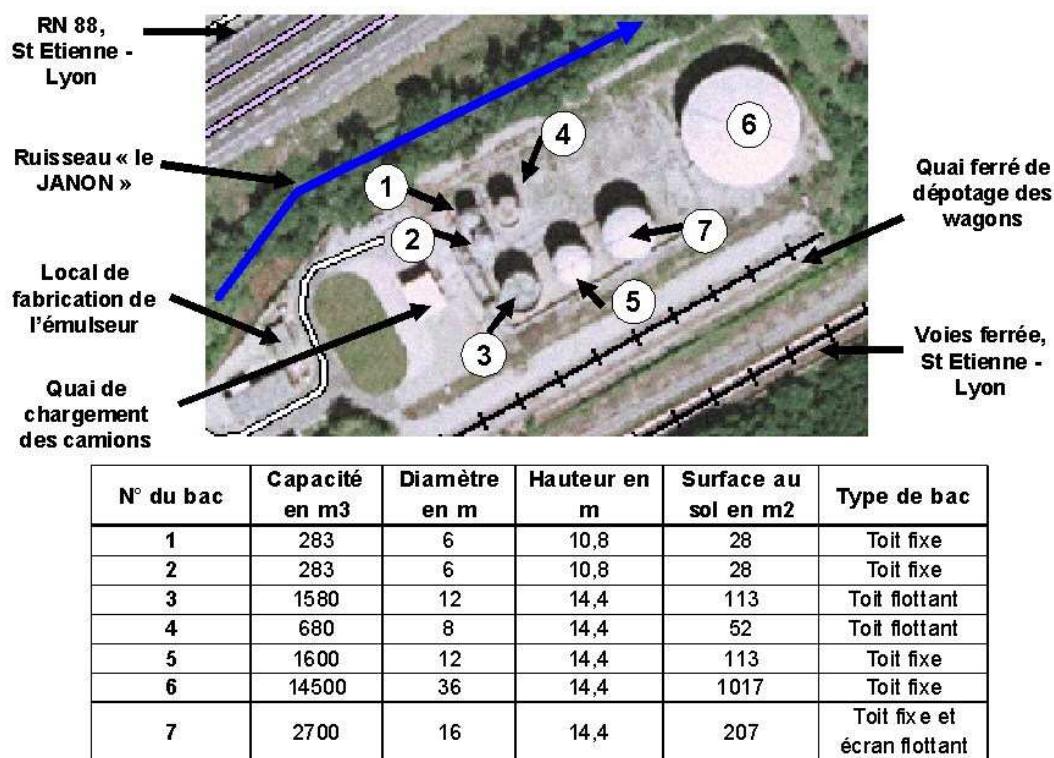 RN 88,
St Etienne -
Lyon
Ruisseau « le
JANON »
Local de
fabrication de
l'émulseur
Quai de
chargement
des camions
1
2
3
4
5
6
7
Quai ferré de
dépotage des
wagons
Voies ferrée,
St Etienne -
Lyon
N° du bac Capacité en m3 Diamètre en m Hauteur en m Surface au sol en m2 Type de bac
1 283 6 10,8 28 Toit fixe
2 283 6 10,8 28 Toit fixe
3 1580 12 14,4 113 Toit flottant
4 680 8 14,4 52 Toit flottant
5 1600 12 14,4 113 Toit fixe
6 14500 36 14,4 1017 Toit fixe
7 2700 16 14,4 207 Toit fixe et écran flottant